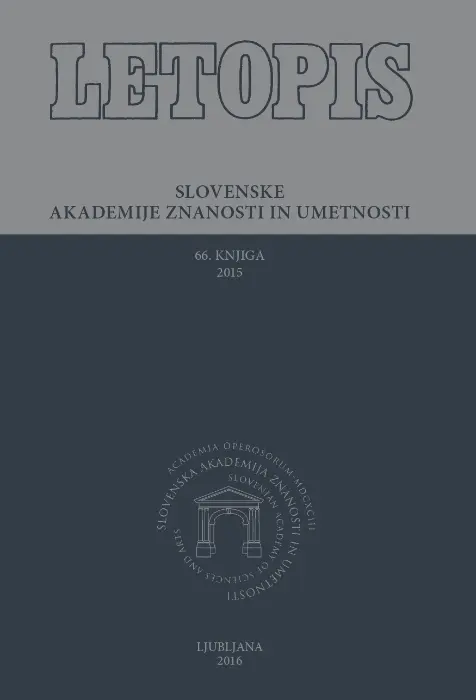 LETOPIS
SLOVENSKE
AKADEMIJE ZNANOSTI IN UMETNOSTI
66. KNJIGA
2015
ACADEMIA OPEROSORUM·MDCXCIII
SLOVENSKA AKADEMIJA ZNANOSTI IN UMETNOSTI
SLOVENIAN ACADEMY OF SCIENCES AND ARTS
LJUBLJANA
2016